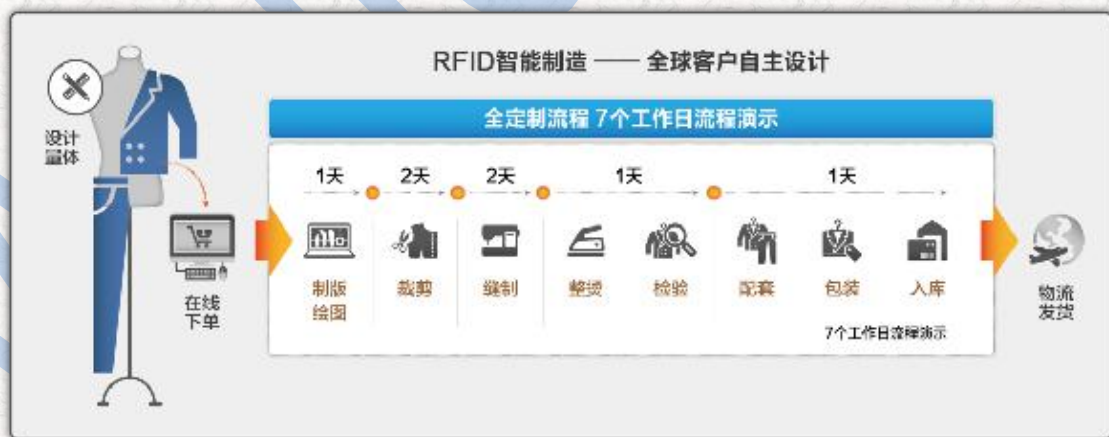 RFID智能制造 —— 全球客户自主设计
设计
量体
全定制流程 7个工作日流程演示
1天
2天
2天
1天
1天
在线
下单
制版
绘图
裁剪
缝制
整烫
检验
配套
包装
入库
7个工作日流程演示
物流
发货